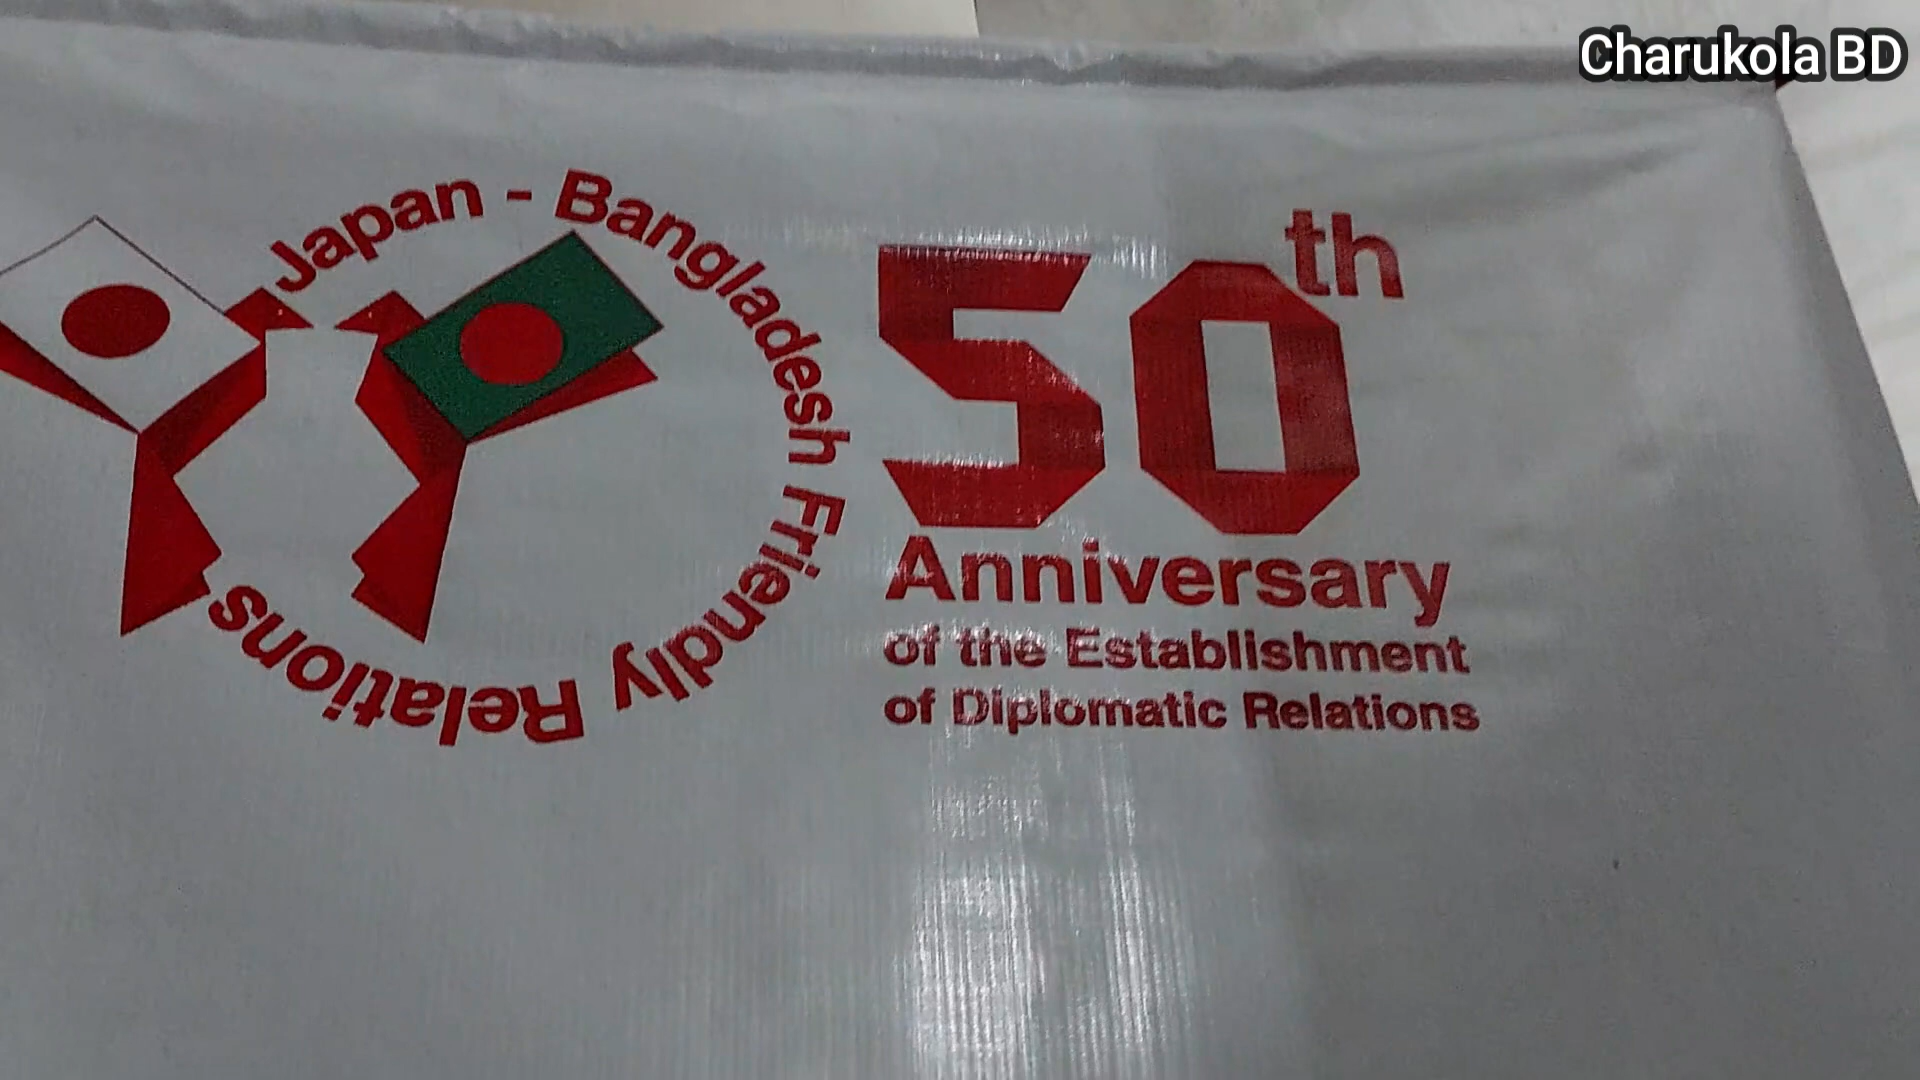 Charukola BD
Japan - Bangladesh Friendly Relations
50th
Anniversary
of the Establishment
of Diplomatic Relations